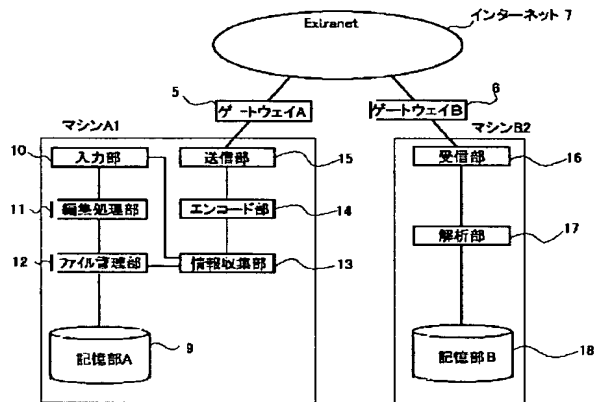 Extranet
インターネット 7
5
ゲートウェイA
6
ゲートウェイB
マシンA1
マシンB2
10
入力部
送信部
15
受信部
16
11
編集処理部
エンコード部
14
解析部
17
12
ファイル管理部
情報収集部
13
記憶部A
9
記憶部B
18